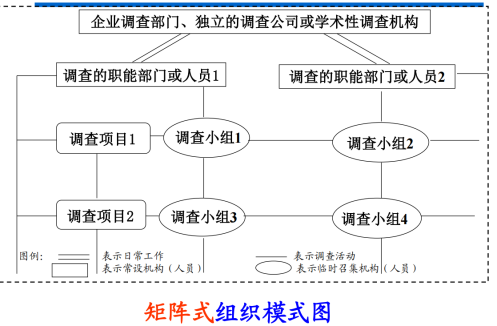 企业调查部门、独立的调查公司或学术性调查机构
调查的职能部门或人员1
调查的职能部门或人员2
调查项目1
调查小组1
调查小组2
调查项目2
调查小组3
调查小组4
图例： 表示日常工作 表示调查活动
表示常设机构（人员） 表示临时召集机构（人员）
矩阵式组织模式图